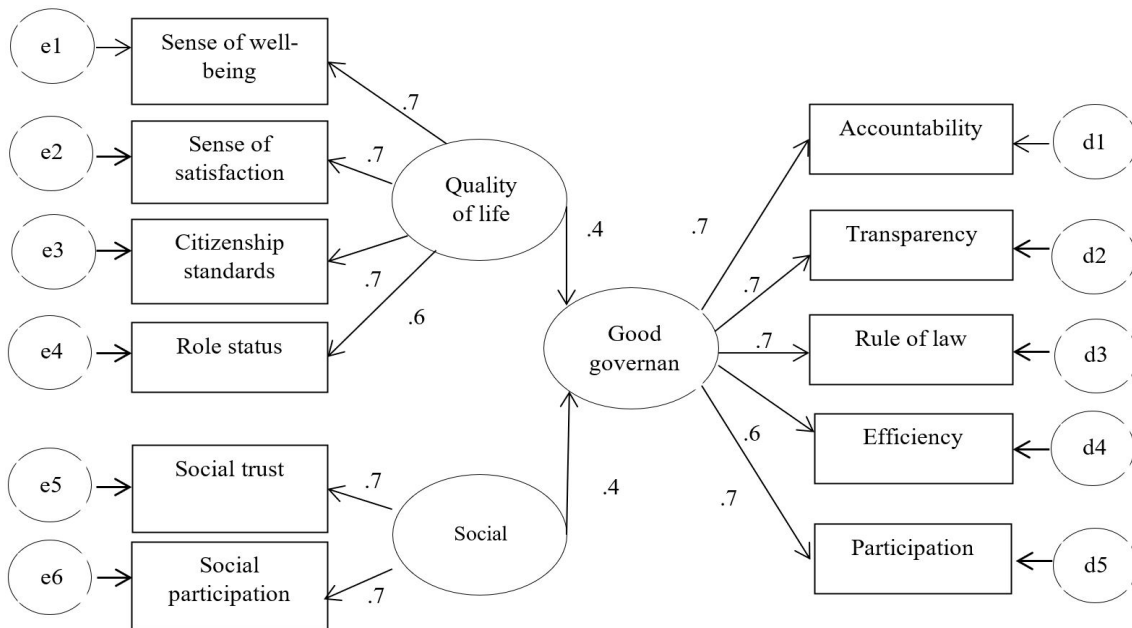 e1
Sense of well-
being
.7
e2
Sense of
satisfaction
.7
e3
Citizenship
standards
.7
e4
Role status
.6
Quality
of life
.4
e5
Social trust
.7
e6
Social
participation
.7
Social
.4
Good
governan
.7
Accountability
d1
.7
Transparency
d2
.7
Rule of law
d3
.6
Efficiency
d4
.7
Participation
d5